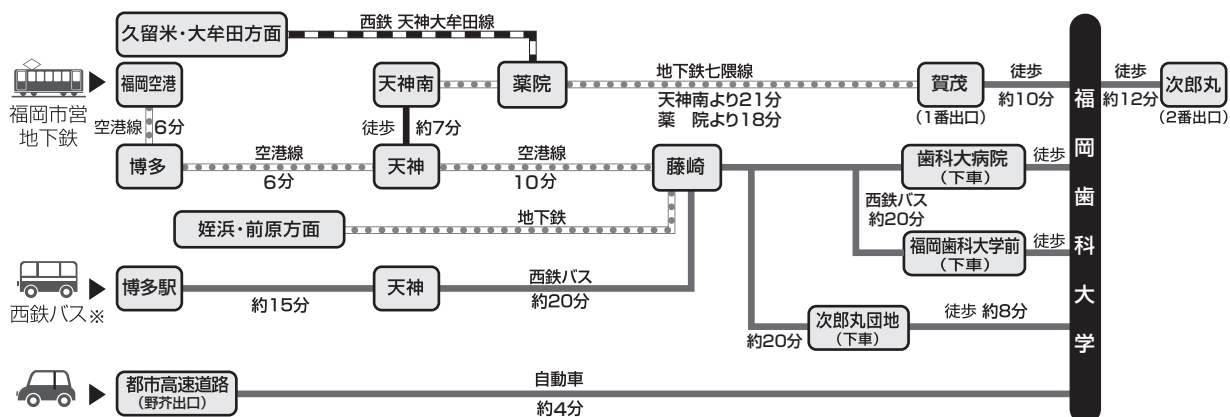 久留米・大牟田方面
西鉄 天神大牟田線
福岡市営
地下鉄
福岡空港
天神南
薬院
地下鉄七隈線
天神南より21分
薬 院より18分
賀茂
(1番出口)
徒歩
約10分
徒歩
約12分
次郎丸
(2番出口)
空港線
6分
徒歩
約7分
博多
空港線
6分
天神
空港線
10分
藤崎
歯科大病院
(下車)
徒歩
西鉄バス
約20分
姪浜・前原方面
地下鉄
福岡歯科大学前
(下車)
徒歩
西鉄バス※
博多駅
約15分
天神
西鉄バス
約20分
約20分
次郎丸団地
(下車)
徒歩 約8分
都市高速道路
(野芥出口)
自動車
約4分
福岡歯科大学